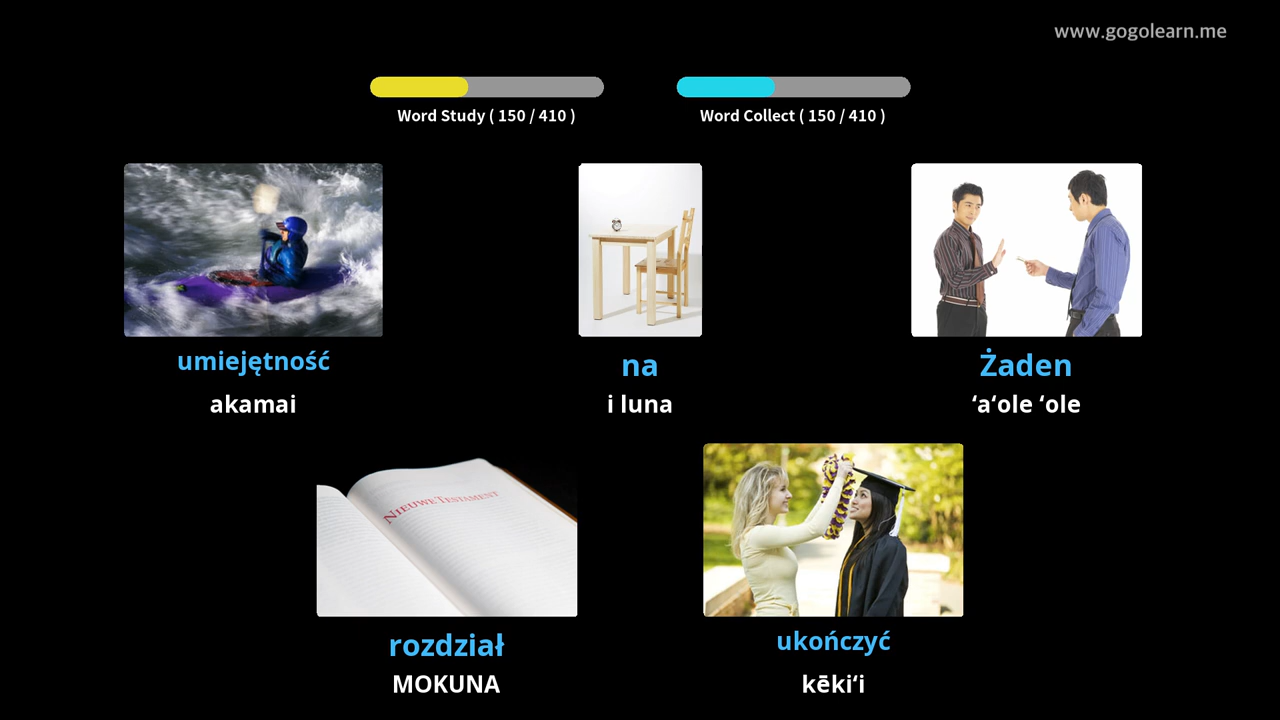 www.gogolearn.me
Word Study ( 150 / 410 )
Word Collect ( 150 / 410 )
umiejętność
akamai
na
i luna
Żaden
ʻaʻole ʻole
NIEUWE TESTAMENT
rozdział
MOKUNA
ukończyć
kēkiʻi